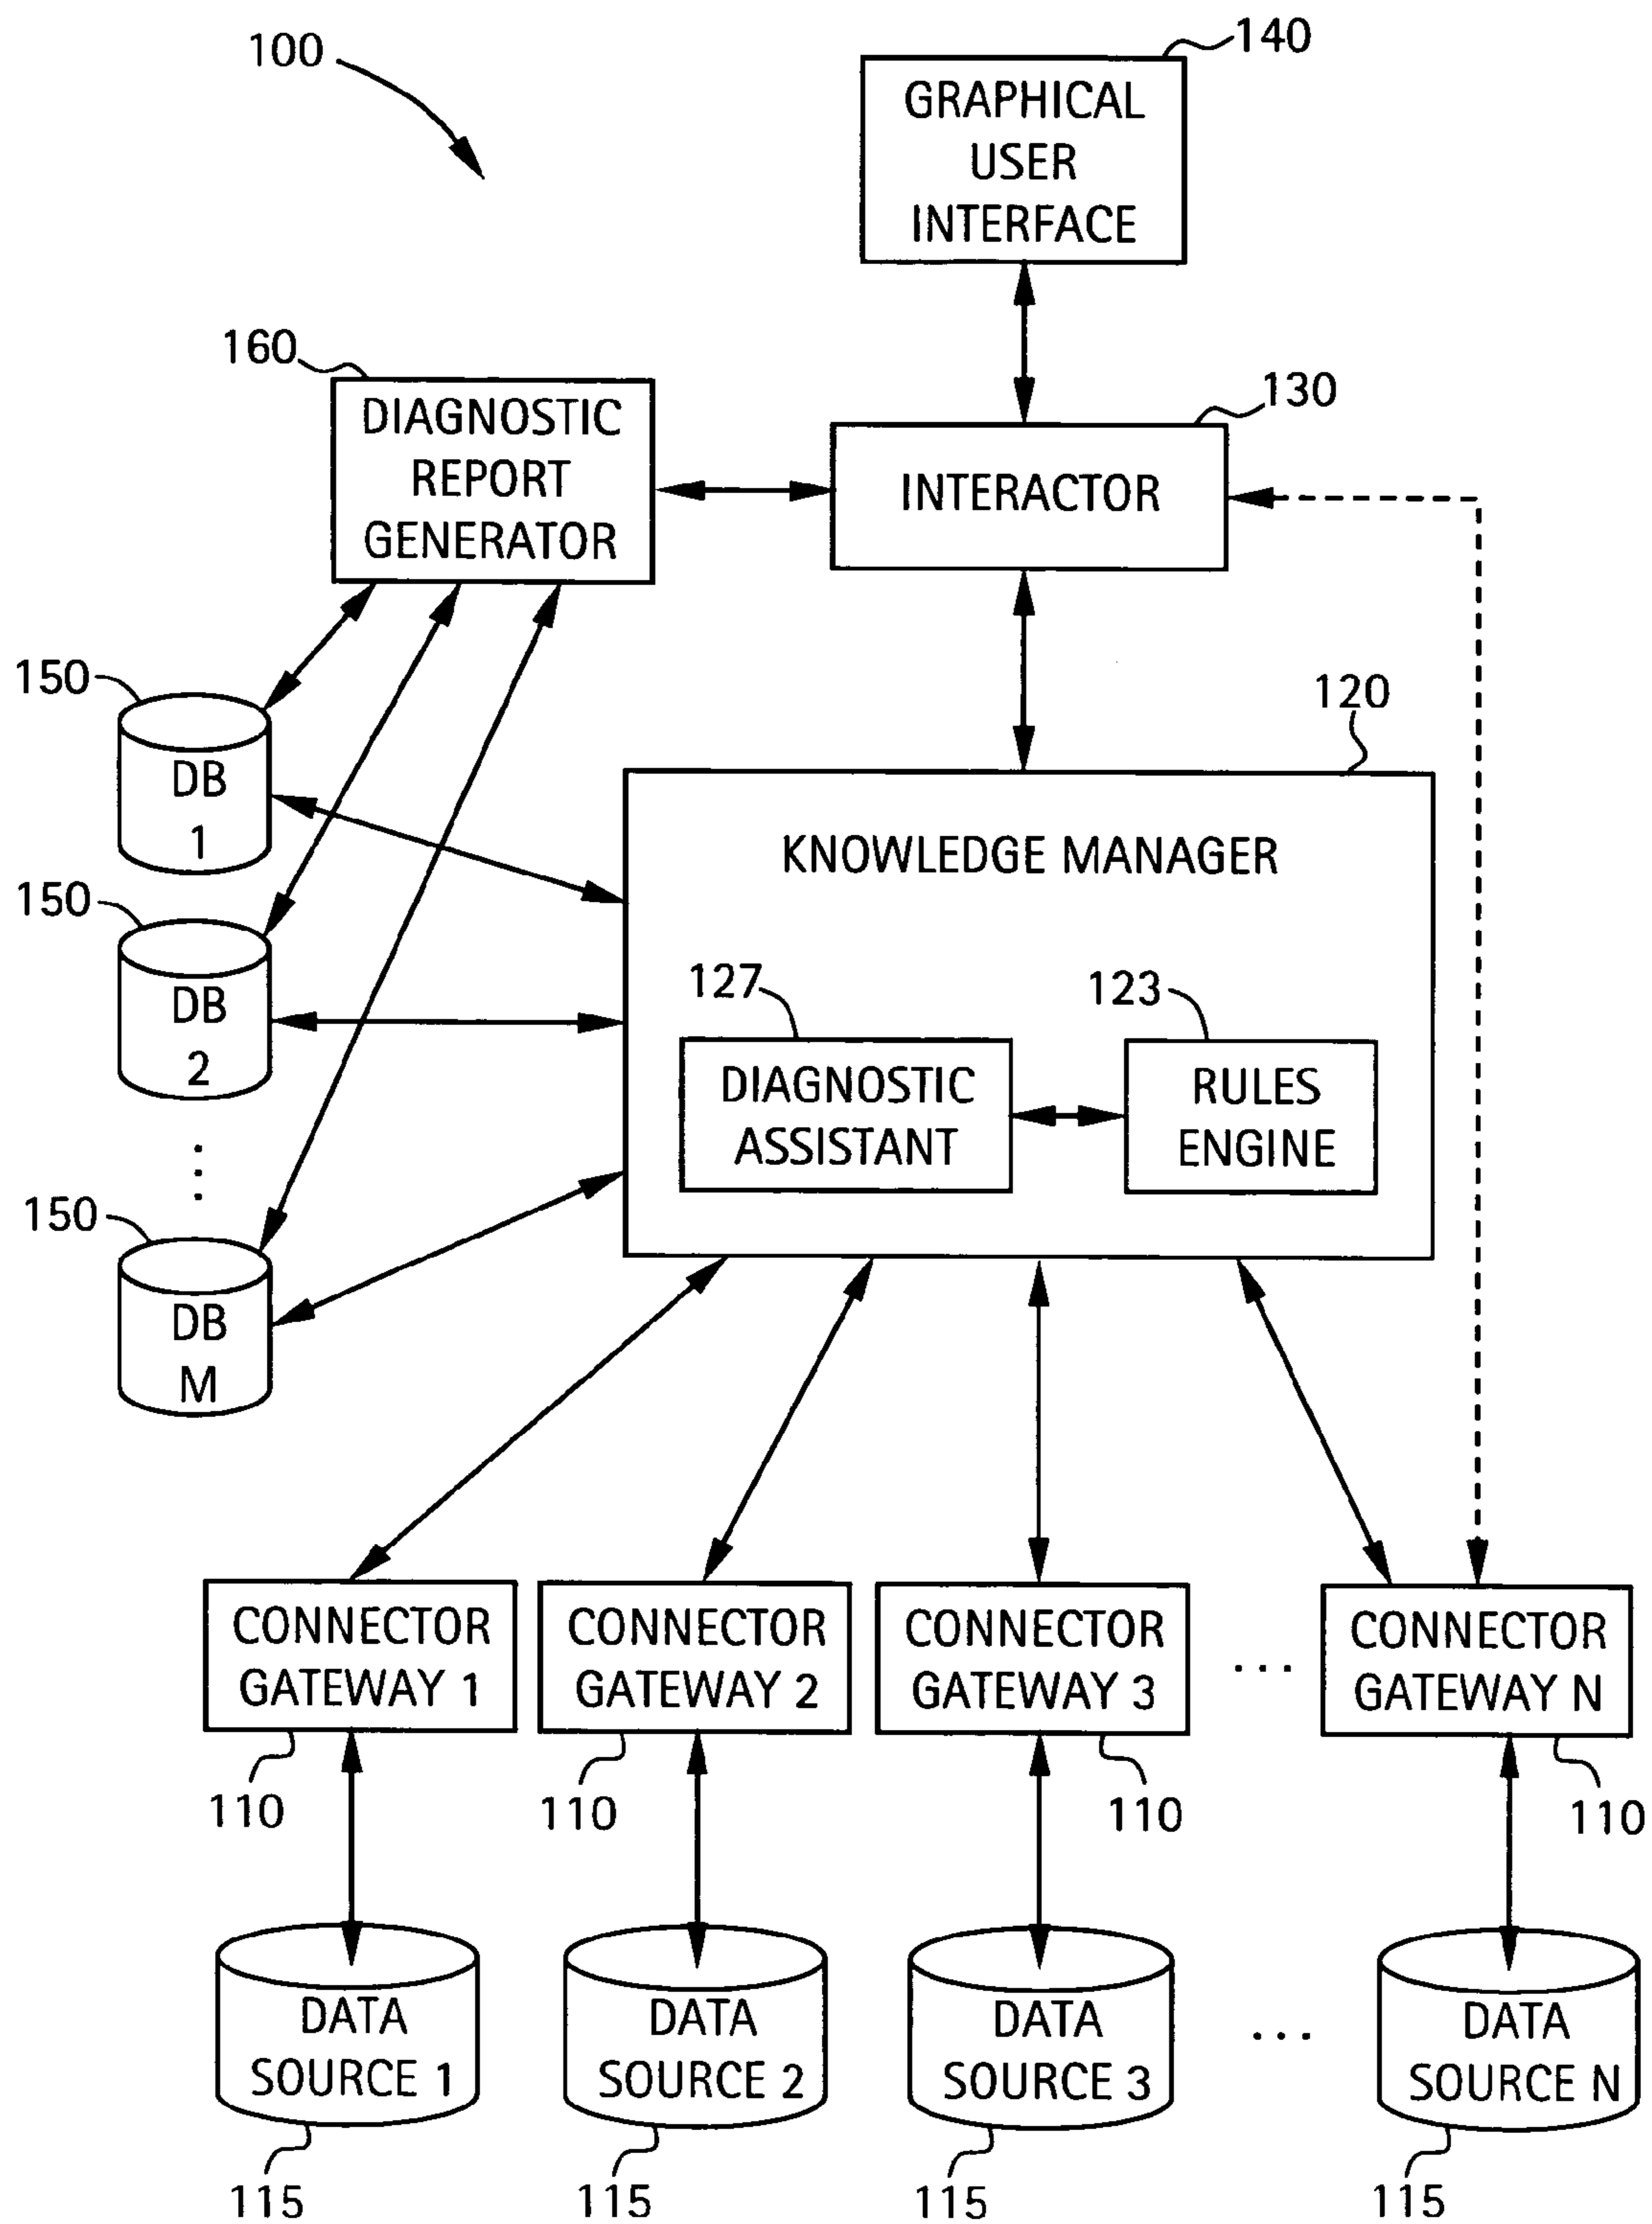 100
140
GRAPHICAL
USER
INTERFACE
160
DIAGNOSTIC
REPORT
GENERATOR
130
INTERACTOR
150
DB
1
120
KNOWLEDGE MANAGER
150
DB
2
127
DIAGNOSTIC
ASSISTANT
123
RULES
ENGINE
150
DB
M
CONNECTOR
GATEWAY 1
110
CONNECTOR
GATEWAY 2
110
CONNECTOR
GATEWAY 3
110
...
CONNECTOR
GATEWAY N
110
DATA
SOURCE 1
115
DATA
SOURCE 2
115
DATA
SOURCE 3
115
...
DATA
SOURCE N
115